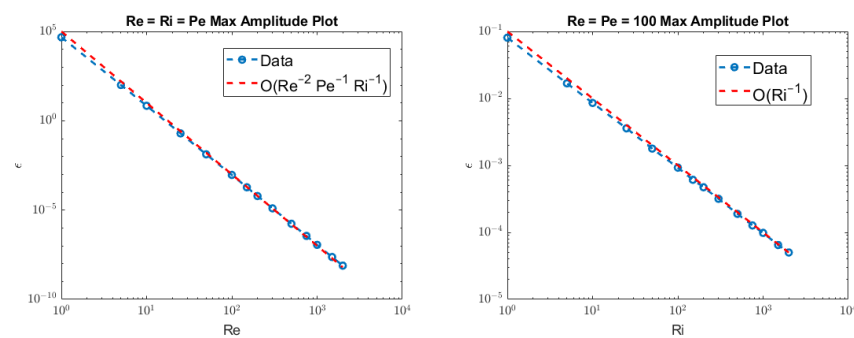 Re = Ri = Pe Max Amplitude Plot
10^5
10^0
10^-5
10^-10
ϵ
Data
O(Re^-2 Pe^-1 Ri^-1)
10^0
10^1
10^2
10^3
10^4
Re
Re = Pe = 100 Max Amplitude Plot
10^-1
10^-2
10^-3
10^-4
10^-5
ϵ
Data
O(Ri^-1)
10^0
10^1
10^2
10^3
Ri